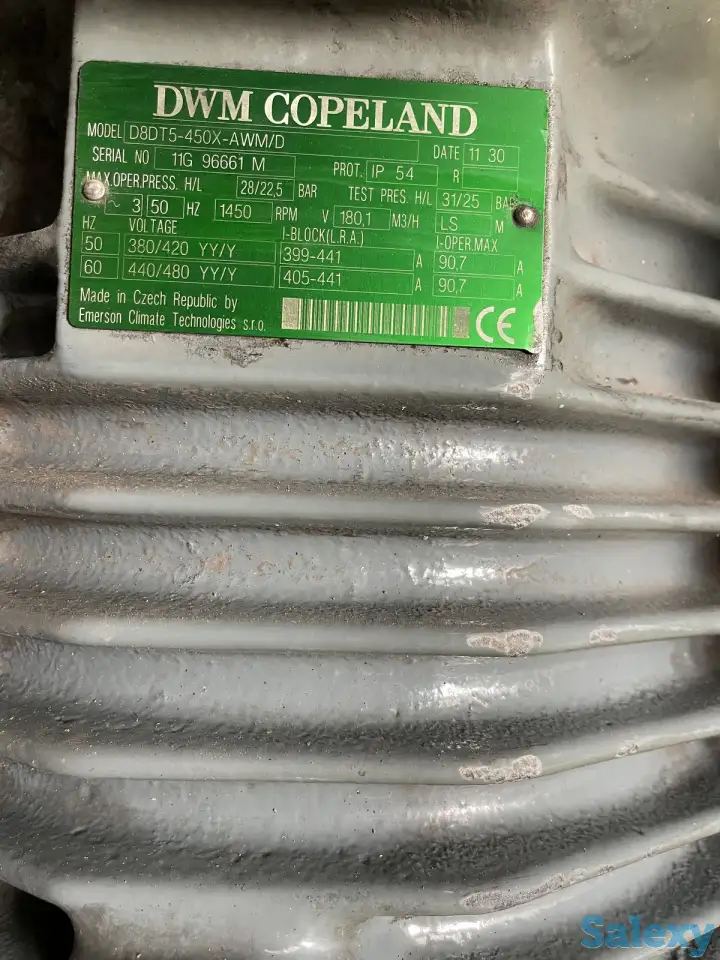 DWM COPELAND
MODEL D8DT5-450X-AWM/D
SERIAL NO 11G 96661 M DATE 11 30
PROT. IP 54 R
MAX.OPER.PRESS. H/L 28/22,5 BAR TEST PRES. H/L 31/25 BAR
~ 3 50 HZ 1450 RPM V 180,1 M3/H LS M
HZ VOLTAGE I-BLOCK(L.R.A.) I-OPER.MAX
50 380/420 YY/Y 399-441 A 90,7 A
60 440/480 YY/Y 405-441 A 90,7 A
Made in Czech Republic by
Emerson Climate Technologies s.r.o.
CE
Salexy